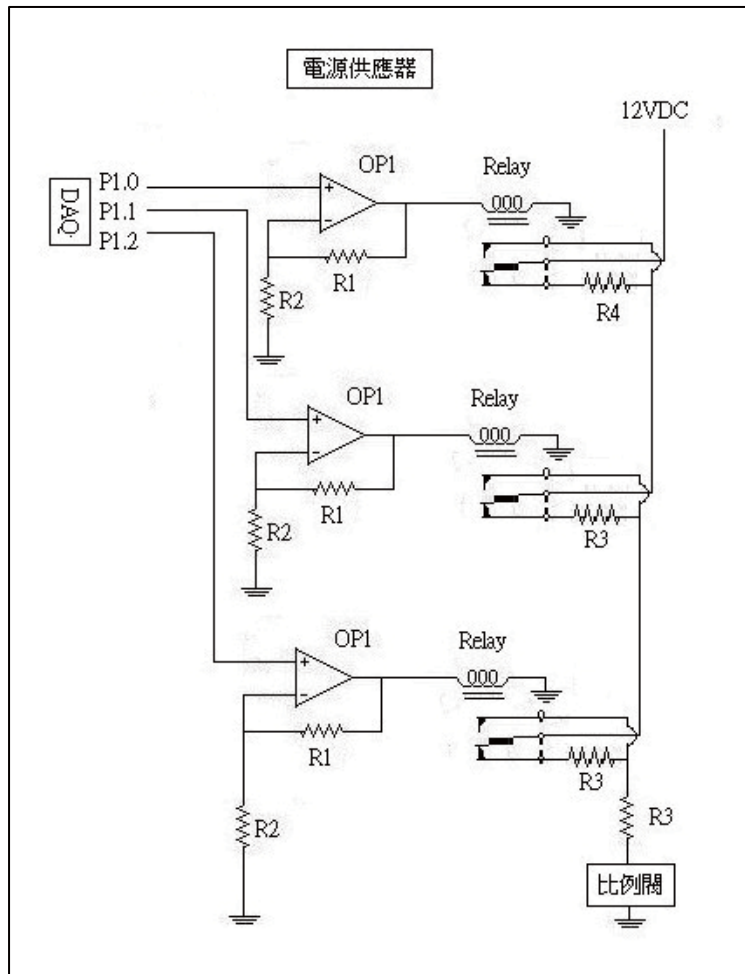 電源供應器
12VDC
OP1
Relay
DAQ
P1.0
P1.1
P1.2
+
−
R1
R2
R4
OP1
Relay
+
−
R1
R2
R3
OP1
Relay
+
−
R1
R3
R2
R3
比例閥